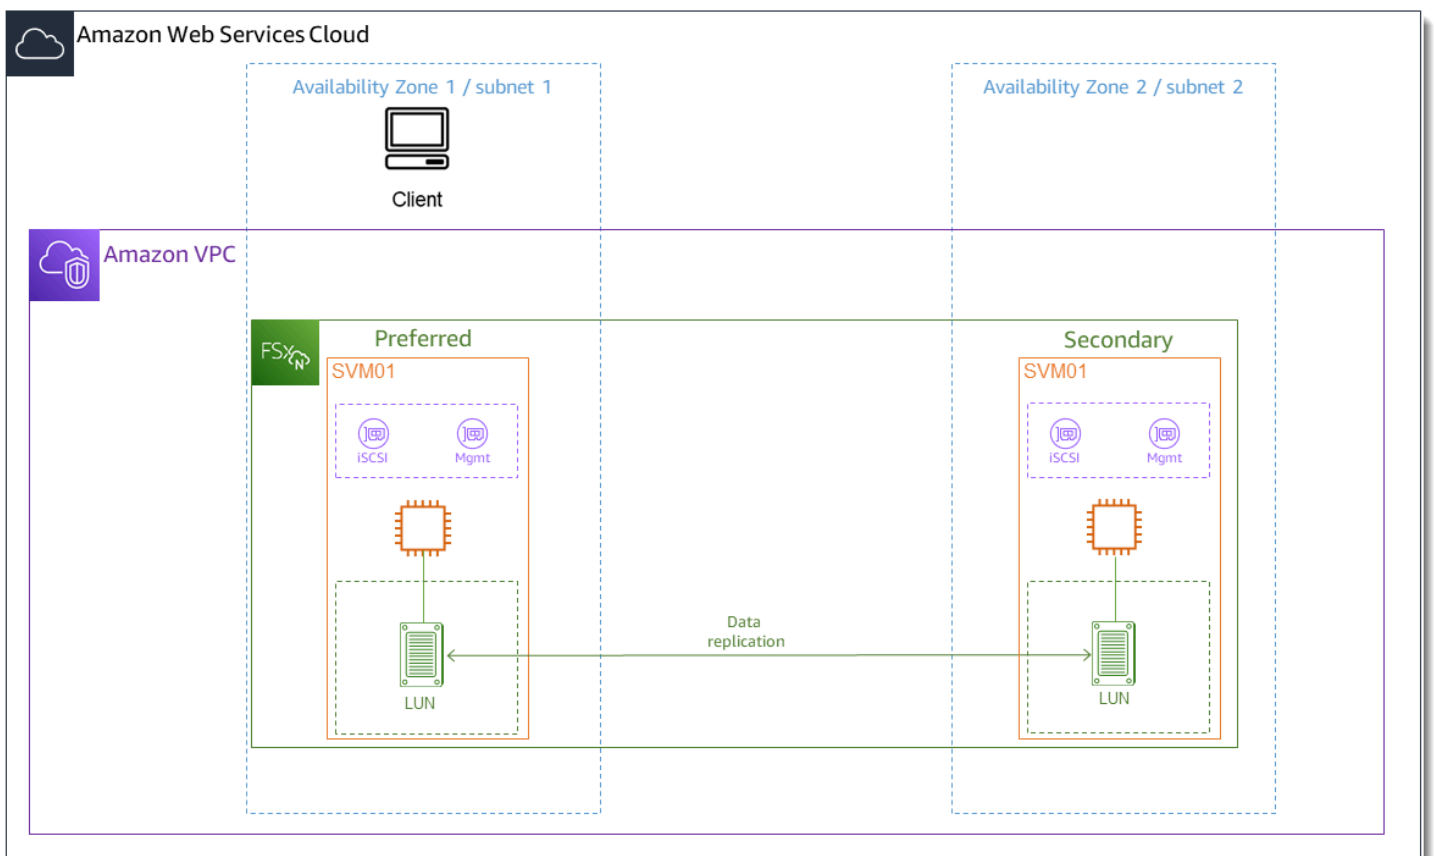 Amazon Web Services Cloud
Availability Zone 1 / subnet 1
Availability Zone 2 / subnet 2
Client
Amazon VPC
FSx
N
Preferred
Secondary
SVM01
SVM01
iSCSI
Mgmt
iSCSI
Mgmt
Data
replication
LUN
LUN